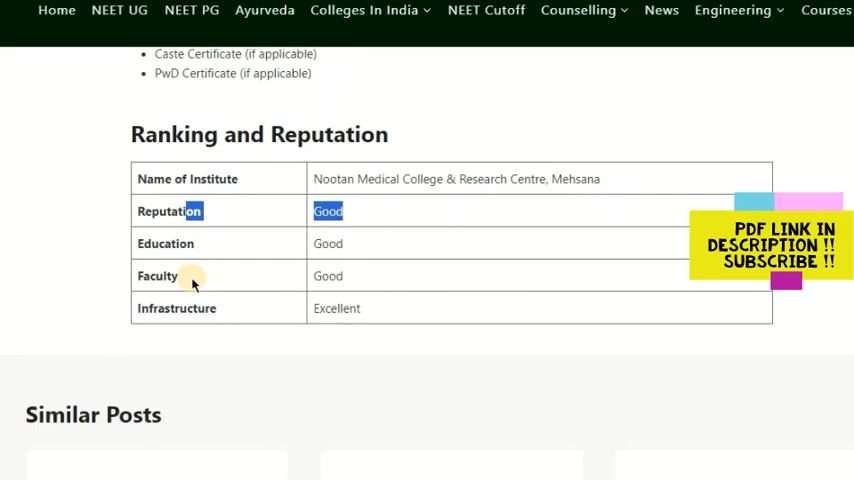 Home NEET UG NEET PG Ayurveda Colleges In India NEET Cutoff Counselling News Engineering Courses
Caste Certificate (if applicable)
PwD Certificate (if applicable)
Ranking and Reputation
Name of Institute Nootan Medical College & Research Centre, Mehsana
Reputation Good
Education Good
Faculty Good
Infrastructure Excellent
PDF LINK IN
DESCRIPTION !!
SUBSCRIBE !!
Similar Posts